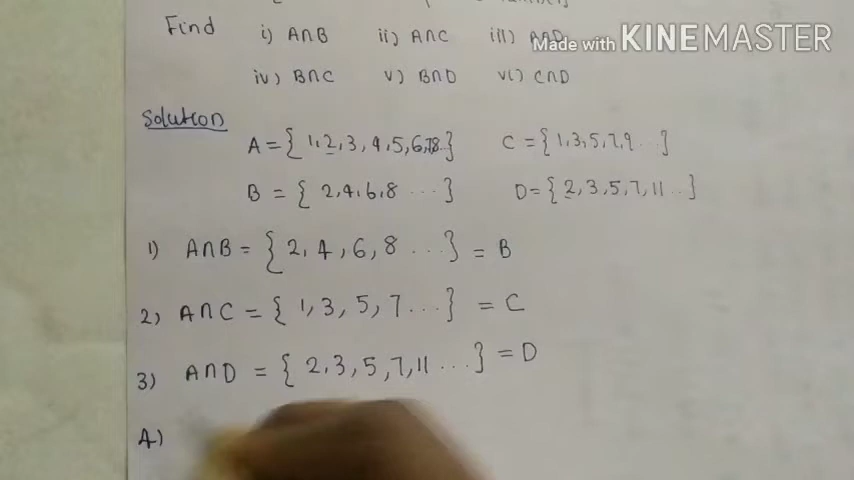 Find i) A∩B ii) A∩C iii) A∩D
Made with KINEMASTER
iv) B∩C v) B∩D vi) C∩D
Solution
A = { 1, 2, 3, 4, 5, 6, 7, 8... } C = { 1, 3, 5, 7, 9 . . . }
B = { 2, 4, 6, 8 ... } D = { 2, 3, 5, 7, 11 ... }
1) A∩B = { 2, 4, 6, 8 ... } = B
2) A∩C = { 1, 3, 5, 7 ... } = C
3) A∩D = { 2, 3, 5, 7, 11 ... } = D
4)